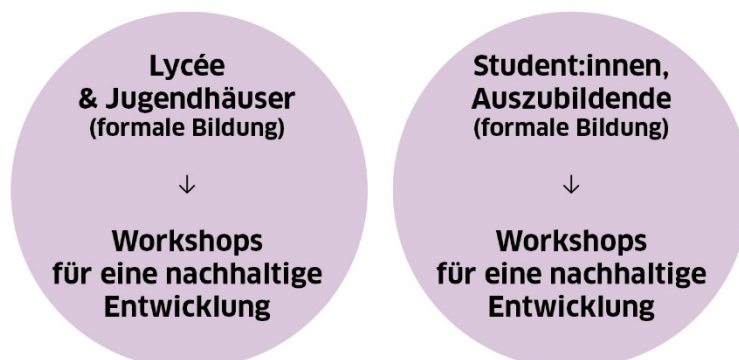 Lycée
& Jugendhäuser
(formale Bildung)
↓
Workshops
für eine nachhaltige
Entwicklung
Student:innen,
Auszubildende
(formale Bildung)
↓
Workshops
für eine nachhaltige
Entwicklung